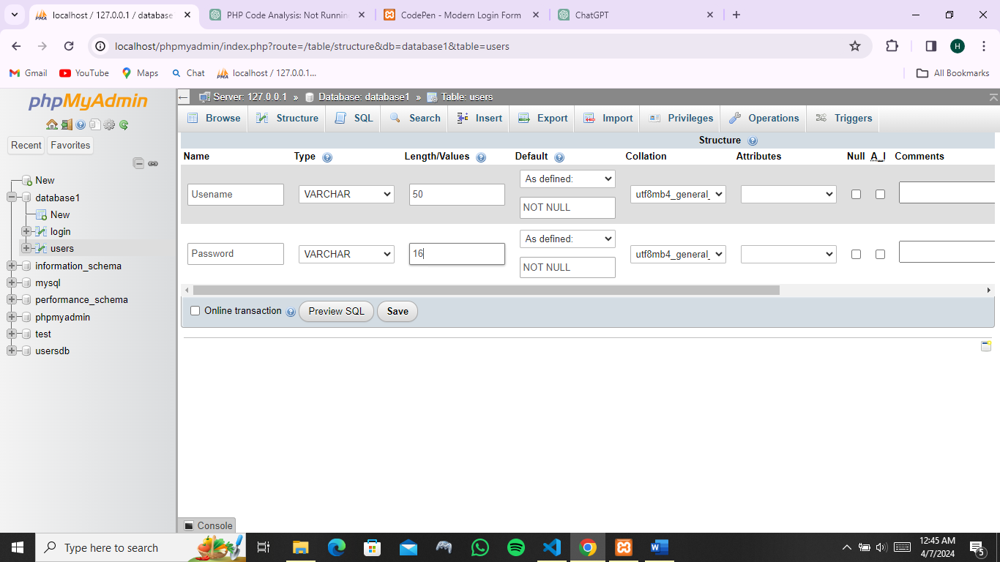 localhost / 127.0.0.1 / database
PHP Code Analysis: Not Runnin
CodePen - Modern Login Form
ChatGPT
localhost/phpmyadmin/index.php?route=/table/structure&db=database1&table=users
H
Gmail
YouTube
Maps
Chat
localhost / 127.0.0.1...
All Bookmarks
phpMyAdmin
Recent
Favorites
New
database1
New
login
users
information_schema
mysql
performance_schema
phpmyadmin
test
usersdb
Server: 127.0.0.1 » Database: database1 » Table: users
Browse Structure SQL Search Insert Export Import Privileges Operations Triggers
Structure
Name Type Length/Values Default Collation Attributes Null A_I Comments
As defined:
Usename VARCHAR 50 utf8mb4_general_
NOT NULL
As defined:
Password VARCHAR 16 utf8mb4_general_
NOT NULL
Online transaction Preview SQL Save
Console
Type here to search
12:45 AM
4/7/2024
5